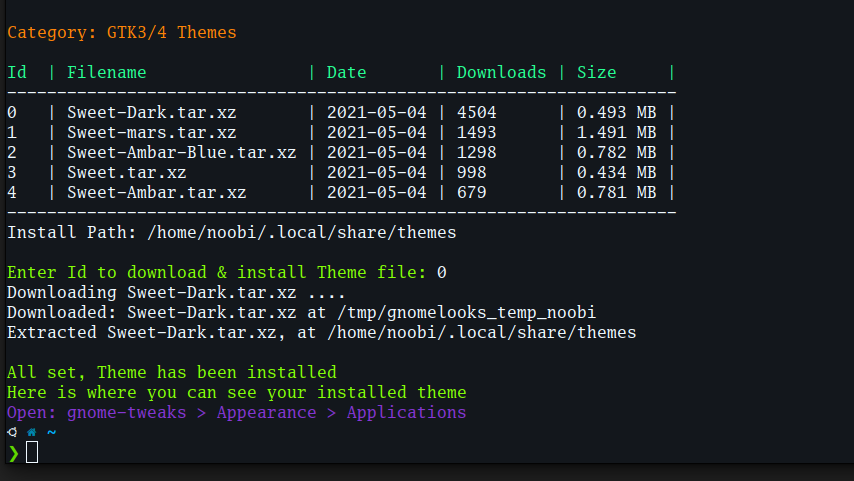 Category: GTK3/4 Themes
Id  | Filename                | Date       | Downloads | Size     |
-------------------------------------------------------------------
0   | Sweet-Dark.tar.xz       | 2021-05-04 | 4504      | 0.493 MB |
1   | Sweet-mars.tar.xz       | 2021-05-04 | 1493      | 1.491 MB |
2   | Sweet-Ambar-Blue.tar.xz | 2021-05-04 | 1298      | 0.782 MB |
3   | Sweet.tar.xz            | 2021-05-04 | 998       | 0.434 MB |
4   | Sweet-Ambar.tar.xz      | 2021-05-04 | 679       | 0.781 MB |
-------------------------------------------------------------------
Install Path: /home/noobi/.local/share/themes
Enter Id to download & install Theme file: 0
Downloading Sweet-Dark.tar.xz ....
Downloaded: Sweet-Dark.tar.xz at /tmp/gnomelooks_temp_noobi
Extracted Sweet-Dark.tar.xz, at /home/noobi/.local/share/themes
All set, Theme has been installed
Here is where you can see your installed theme
Open: gnome-tweaks > Appearance > Applications
~
❯